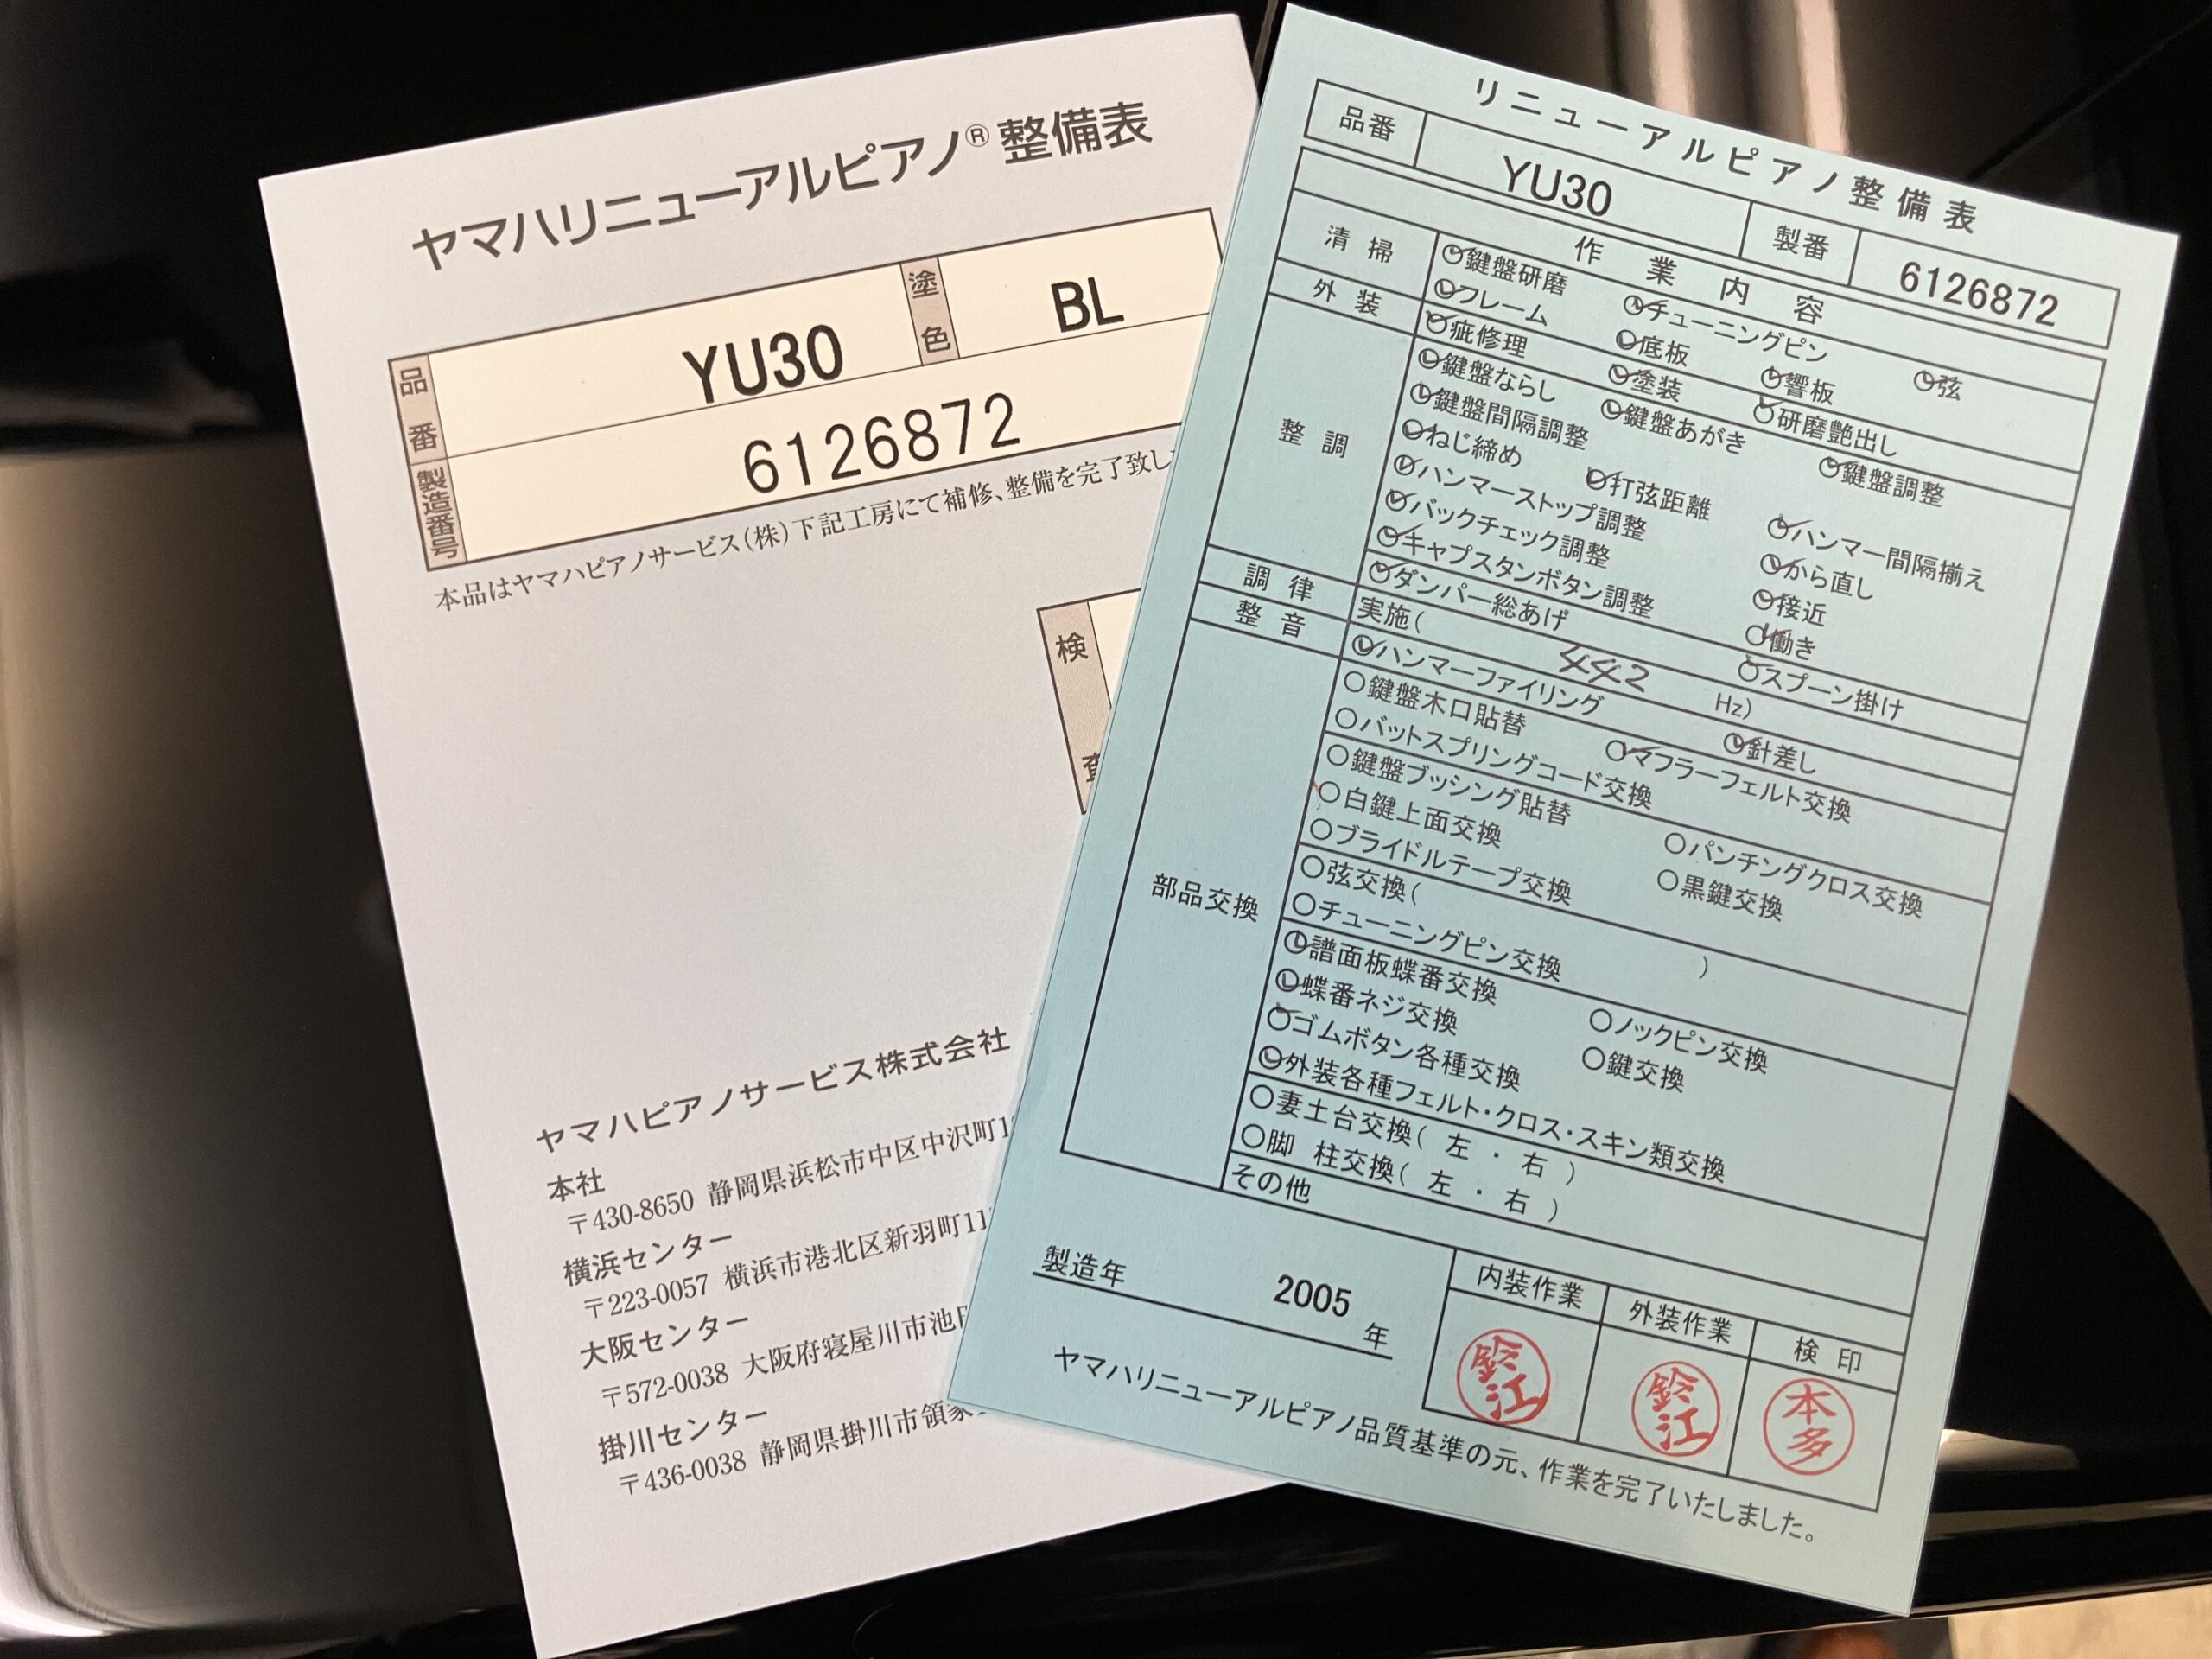 ヤマハリニューアルピアノ® 整備表
品番 YU30 塗色 BL
製造番号 6126872
本品はヤマハピアノサービス(株)下記工房にて補修、整備を完了致し
検
ヤマハピアノサービス株式会社
本社
〒430-8650 静岡県浜松市中区中沢町1
横浜センター
〒223-0057 横浜市港北区新羽町11
大阪センター
〒572-0038 大阪府寝屋川市池田
掛川センター
〒436-0038 静岡県掛川市領家
リニューアルピアノ整備表
品番 YU30 製番 6126872
作業内容
清掃 鍵盤研磨 チューニングピン 弦
フレーム 底板 響板
外装 疵修理 塗装 研磨艶出し
整調 鍵盤ならし 鍵盤あがき 鍵盤調整
鍵盤間隔調整
ねじ締め 打弦距離 ハンマー間隔揃え
ハンマーストップ調整 から直し
バックチェック調整 接近
キャプスタンボタン調整 働き
ダンパー総あげ スプーン掛け
調律 実施( 442 Hz)
整音 ハンマーファイリング 針差し
部品交換 ○鍵盤木口貼替 マフラーフェルト交換
○バットスプリングコード交換
○鍵盤ブッシング貼替 ○パンチングクロス交換
○白鍵上面交換 ○黒鍵交換
○ブライドルテープ交換
○弦交換( )
○チューニングピン交換
譜面板蝶番交換 ○ノックピン交換
蝶番ネジ交換 ○鍵交換
ゴムボタン各種交換
外装各種フェルト・クロス・スキン類交換
○妻土台交換( 左 ・ 右 )
○脚 柱交換( 左 ・ 右 )
その他
製造年 2005 年
内装作業 外装作業 検印
鈴江 鈴江 本多
ヤマハリニューアルピアノ品質基準の元、作業を完了いたしました。